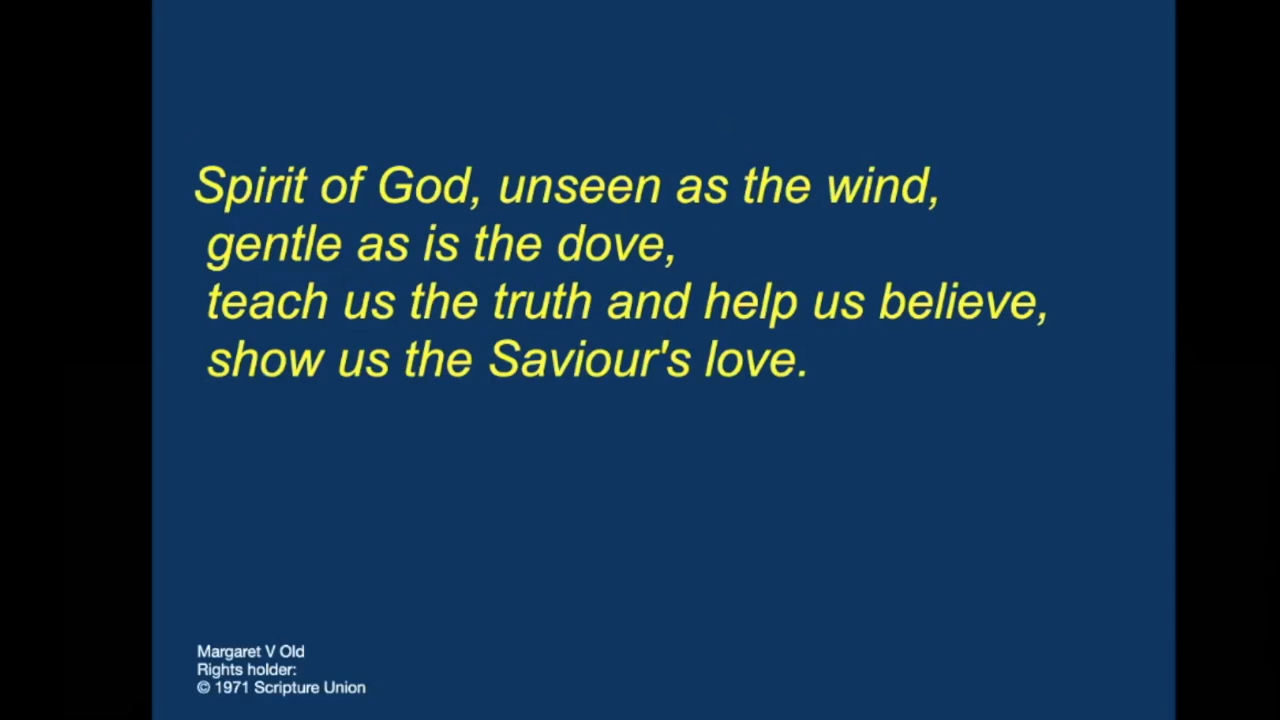 Spirit of God, unseen as the wind,
gentle as is the dove,
teach us the truth and help us believe,
show us the Saviour's love.
Margaret V Old
Rights holder:
© 1971 Scripture Union